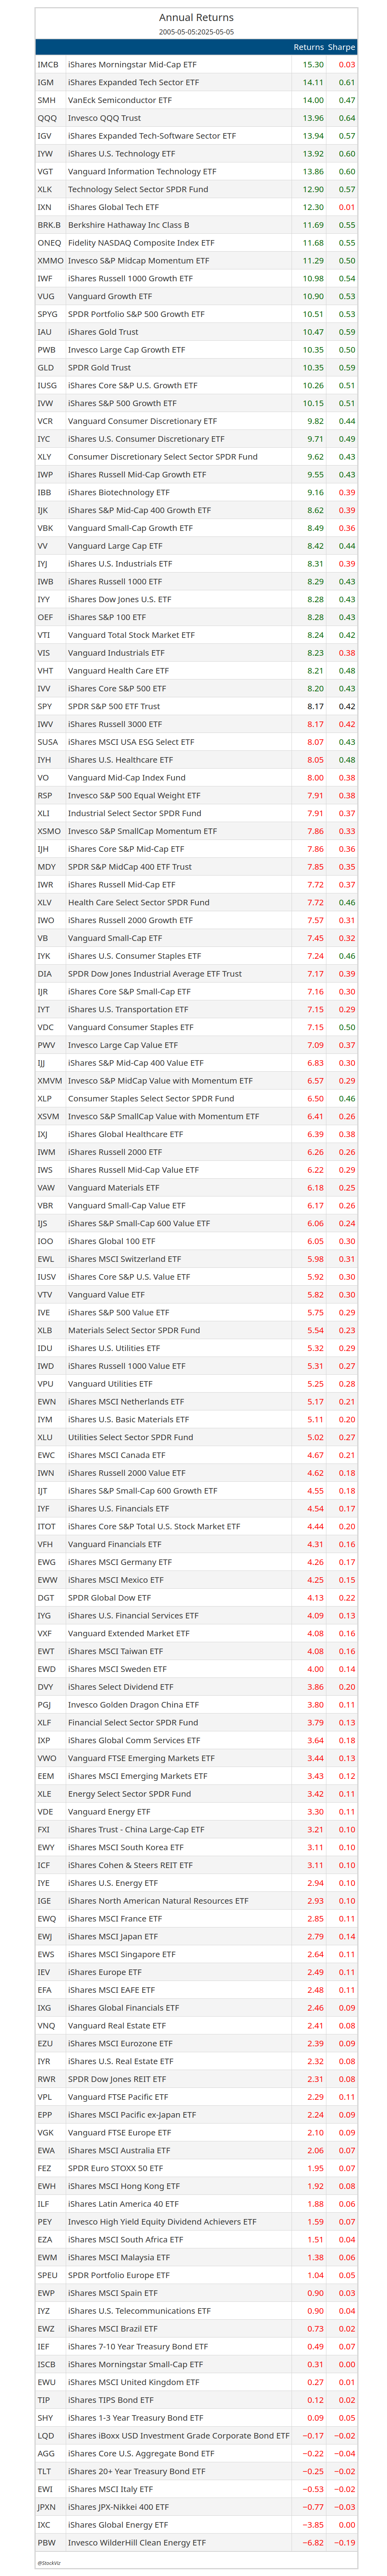 Annual Returns
2005-05-05:2025-05-05
Returns Sharpe
IMCB iShares Morningstar Mid-Cap ETF 15.30 0.03
IGM iShares Expanded Tech Sector ETF 14.11 0.61
SMH VanEck Semiconductor ETF 14.00 0.47
QQQ Invesco QQQ Trust 13.96 0.64
IGV iShares Expanded Tech-Software Sector ETF 13.94 0.57
IYW iShares U.S. Technology ETF 13.92 0.60
VGT Vanguard Information Technology ETF 13.86 0.60
XLK Technology Select Sector SPDR Fund 12.90 0.57
IXN iShares Global Tech ETF 12.30 0.01
BRK.B Berkshire Hathaway Inc Class B 11.69 0.55
ONEQ Fidelity NASDAQ Composite Index ETF 11.68 0.55
XMMO Invesco S&P Midcap Momentum ETF 11.29 0.50
IWF iShares Russell 1000 Growth ETF 10.98 0.54
VUG Vanguard Growth ETF 10.90 0.53
SPYG SPDR Portfolio S&P 500 Growth ETF 10.51 0.53
IAU iShares Gold Trust 10.47 0.59
PWB Invesco Large Cap Growth ETF 10.35 0.50
GLD SPDR Gold Trust 10.35 0.59
IUSG iShares Core S&P U.S. Growth ETF 10.26 0.51
IVW iShares S&P 500 Growth ETF 10.15 0.51
VCR Vanguard Consumer Discretionary ETF 9.82 0.44
IYC iShares U.S. Consumer Discretionary ETF 9.71 0.49
XLY Consumer Discretionary Select Sector SPDR Fund 9.62 0.43
IWP iShares Russell Mid-Cap Growth ETF 9.55 0.43
IBB iShares Biotechnology ETF 9.16 0.39
IJK iShares S&P Mid-Cap 400 Growth ETF 8.62 0.39
VBK Vanguard Small-Cap Growth ETF 8.49 0.36
VV Vanguard Large Cap ETF 8.42 0.44
IYJ iShares U.S. Industrials ETF 8.31 0.39
IWB iShares Russell 1000 ETF 8.29 0.43
IYY iShares Dow Jones U.S. ETF 8.28 0.43
OEF iShares S&P 100 ETF 8.28 0.43
VTI Vanguard Total Stock Market ETF 8.24 0.42
VIS Vanguard Industrials ETF 8.23 0.38
VHT Vanguard Health Care ETF 8.21 0.48
IVV iShares Core S&P 500 ETF 8.20 0.43
SPY SPDR S&P 500 ETF Trust 8.17 0.42
IWV iShares Russell 3000 ETF 8.17 0.42
SUSA iShares MSCI USA ESG Select ETF 8.07 0.43
IYH iShares U.S. Healthcare ETF 8.05 0.48
VO Vanguard Mid-Cap Index Fund 8.00 0.38
RSP Invesco S&P 500 Equal Weight ETF 7.91 0.38
XLI Industrial Select Sector SPDR Fund 7.91 0.37
XSMO Invesco S&P SmallCap Momentum ETF 7.86 0.33
IJH iShares Core S&P Mid-Cap ETF 7.86 0.36
MDY SPDR S&P MidCap 400 ETF Trust 7.85 0.35
IWR iShares Russell Mid-Cap ETF 7.72 0.37
XLV Health Care Select Sector SPDR Fund 7.72 0.46
IWO iShares Russell 2000 Growth ETF 7.57 0.31
VB Vanguard Small-Cap ETF 7.45 0.32
IYK iShares U.S. Consumer Staples ETF 7.24 0.46
DIA SPDR Dow Jones Industrial Average ETF Trust 7.17 0.39
IJR iShares Core S&P Small-Cap ETF 7.16 0.30
IYT iShares U.S. Transportation ETF 7.15 0.29
VDC Vanguard Consumer Staples ETF 7.15 0.50
PWV Invesco Large Cap Value ETF 7.09 0.37
IJJ iShares S&P Mid-Cap 400 Value ETF 6.83 0.30
XMVM Invesco S&P MidCap Value with Momentum ETF 6.57 0.29
XLP Consumer Staples Select Sector SPDR Fund 6.50 0.46
XSVM Invesco S&P SmallCap Value with Momentum ETF 6.41 0.26
IXJ iShares Global Healthcare ETF 6.39 0.38
IWM iShares Russell 2000 ETF 6.26 0.26
IWS iShares Russell Mid-Cap Value ETF 6.22 0.29
VAW Vanguard Materials ETF 6.18 0.25
VBR Vanguard Small-Cap Value ETF 6.17 0.26
IJS iShares S&P Small-Cap 600 Value ETF 6.06 0.24
IOO iShares Global 100 ETF 6.05 0.30
EWL iShares MSCI Switzerland ETF 5.98 0.31
IUSV iShares Core S&P U.S. Value ETF 5.92 0.30
VTV Vanguard Value ETF 5.82 0.30
IVE iShares S&P 500 Value ETF 5.75 0.29
XLB Materials Select Sector SPDR Fund 5.54 0.23
IDU iShares U.S. Utilities ETF 5.32 0.29
IWD iShares Russell 1000 Value ETF 5.31 0.27
VPU Vanguard Utilities ETF 5.25 0.28
EWN iShares MSCI Netherlands ETF 5.17 0.21
IYM iShares U.S. Basic Materials ETF 5.11 0.20
XLU Utilities Select Sector SPDR Fund 5.02 0.27
EWC iShares MSCI Canada ETF 4.67 0.21
IWN iShares Russell 2000 Value ETF 4.62 0.18
IJT iShares S&P Small-Cap 600 Growth ETF 4.55 0.18
IYF iShares U.S. Financials ETF 4.54 0.17
ITOT iShares Core S&P Total U.S. Stock Market ETF 4.44 0.20
VFH Vanguard Financials ETF 4.31 0.16
EWG iShares MSCI Germany ETF 4.26 0.17
EWW iShares MSCI Mexico ETF 4.25 0.15
DGT SPDR Global Dow ETF 4.13 0.22
IYG iShares U.S. Financial Services ETF 4.09 0.13
VXF Vanguard Extended Market ETF 4.08 0.16
EWT iShares MSCI Taiwan ETF 4.08 0.16
EWD iShares MSCI Sweden ETF 4.00 0.14
DVY iShares Select Dividend ETF 3.86 0.20
PGJ Invesco Golden Dragon China ETF 3.80 0.11
XLF Financial Select Sector SPDR Fund 3.79 0.13
IXP iShares Global Comm Services ETF 3.64 0.18
VWO Vanguard FTSE Emerging Markets ETF 3.44 0.13
EEM iShares MSCI Emerging Markets ETF 3.43 0.12
XLE Energy Select Sector SPDR Fund 3.42 0.11
VDE Vanguard Energy ETF 3.30 0.11
FXI iShares Trust - China Large-Cap ETF 3.21 0.10
EWY iShares MSCI South Korea ETF 3.11 0.10
ICF iShares Cohen & Steers REIT ETF 3.11 0.10
IYE iShares U.S. Energy ETF 2.94 0.10
IGE iShares North American Natural Resources ETF 2.93 0.10
EWQ iShares MSCI France ETF 2.85 0.11
EWJ iShares MSCI Japan ETF 2.79 0.14
EWS iShares MSCI Singapore ETF 2.64 0.11
IEV iShares Europe ETF 2.49 0.11
EFA iShares MSCI EAFE ETF 2.48 0.11
IXG iShares Global Financials ETF 2.46 0.09
VNQ Vanguard Real Estate ETF 2.41 0.08
EZU iShares MSCI Eurozone ETF 2.39 0.09
IYR iShares U.S. Real Estate ETF 2.32 0.08
RWR SPDR Dow Jones REIT ETF 2.31 0.08
VPL Vanguard FTSE Pacific ETF 2.29 0.11
EPP iShares MSCI Pacific ex-Japan ETF 2.24 0.09
VGK Vanguard FTSE Europe ETF 2.10 0.09
EWA iShares MSCI Australia ETF 2.06 0.07
FEZ SPDR Euro STOXX 50 ETF 1.95 0.07
EWH iShares MSCI Hong Kong ETF 1.92 0.08
ILF iShares Latin America 40 ETF 1.88 0.06
PEY Invesco High Yield Equity Dividend Achievers ETF 1.59 0.07
EZA iShares MSCI South Africa ETF 1.51 0.04
EWM iShares MSCI Malaysia ETF 1.38 0.06
SPEU SPDR Portfolio Europe ETF 1.04 0.05
EWP iShares MSCI Spain ETF 0.90 0.03
IYZ iShares U.S. Telecommunications ETF 0.90 0.04
EWZ iShares MSCI Brazil ETF 0.73 0.02
IEF iShares 7-10 Year Treasury Bond ETF 0.49 0.07
ISCB iShares Morningstar Small-Cap ETF 0.31 0.00
EWU iShares MSCI United Kingdom ETF 0.27 0.01
TIP iShares TIPS Bond ETF 0.12 0.02
SHY iShares 1-3 Year Treasury Bond ETF 0.09 0.05
LQD iShares iBoxx USD Investment Grade Corporate Bond ETF −0.17 −0.02
AGG iShares Core U.S. Aggregate Bond ETF −0.22 −0.04
TLT iShares 20+ Year Treasury Bond ETF −0.25 −0.02
EWI iShares MSCI Italy ETF −0.53 −0.02
JPXN iShares JPX-Nikkei 400 ETF −0.77 −0.03
IXC iShares Global Energy ETF −3.85 0.00
PBW Invesco WilderHill Clean Energy ETF −6.82 −0.19
@StockViz